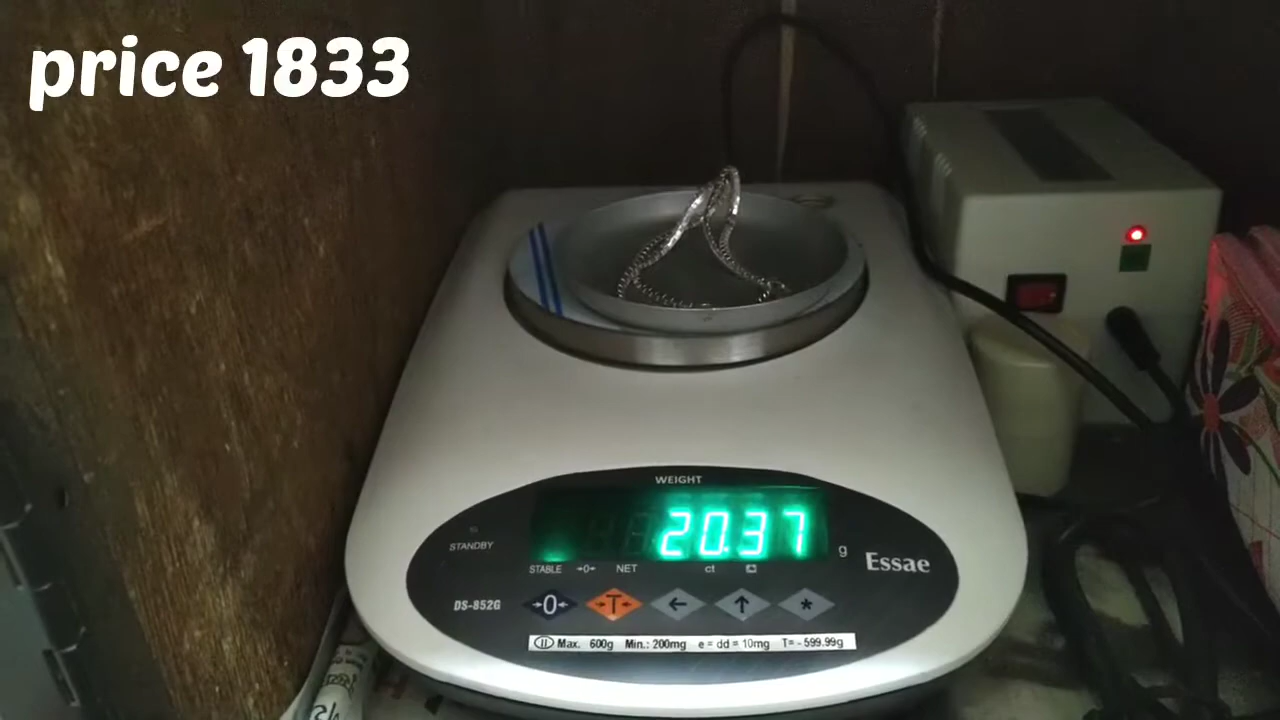 price 1833
WEIGHT
20.37
g
STANDBY
STABLE →0← NET ct
Essae
DS-852G
→0← →T← ← ↑ *
II Max. 600g Min.: 200mg e = dd = 10mg T= - 599.99g